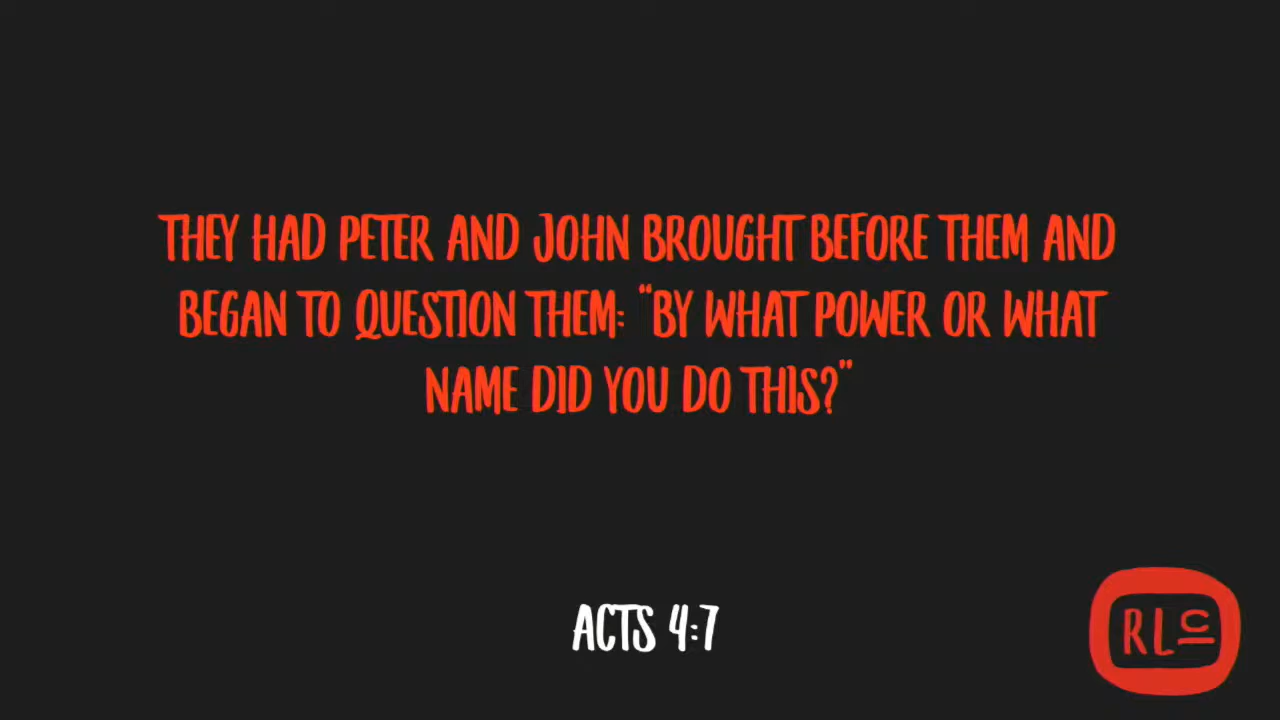 THEY HAD PETER AND JOHN BROUGHT BEFORE THEM AND
BEGAN TO QUESTION THEM: "BY WHAT POWER OR WHAT
NAME DID YOU DO THIS?"
ACTS 4:7
RLC